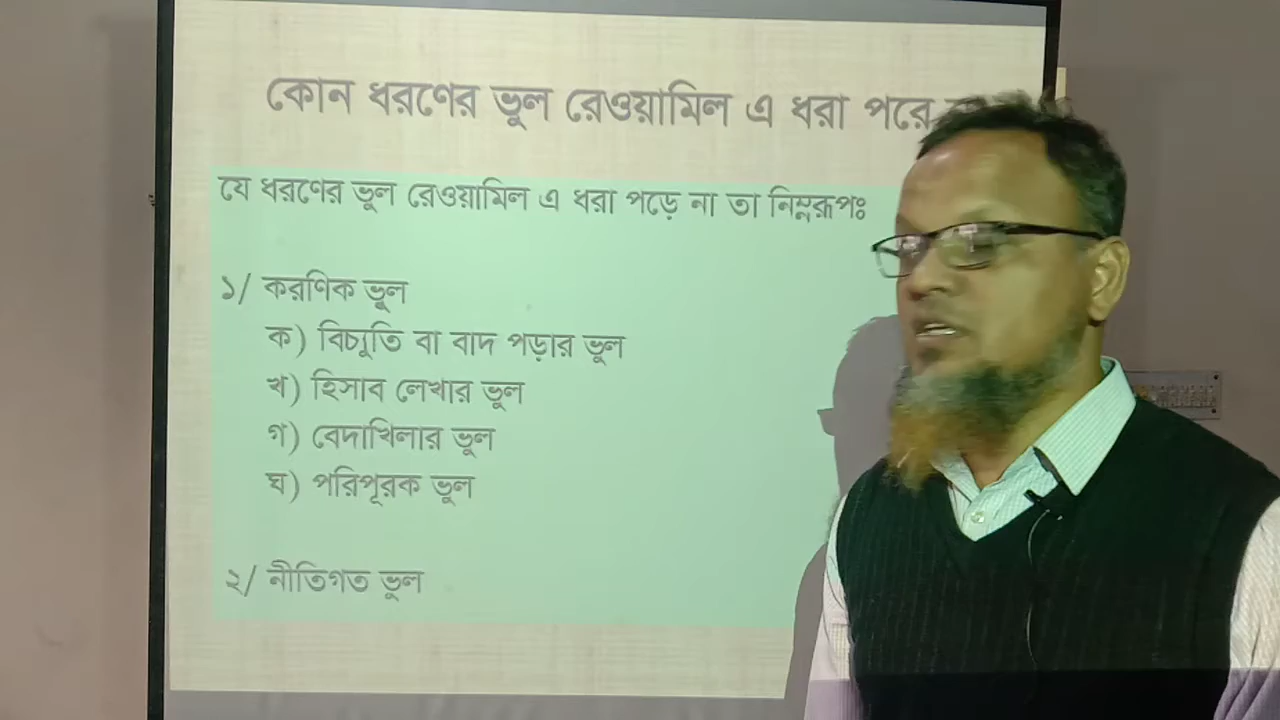 কোন ধরণের ভুল রেওয়ামিল এ ধরা পরে
যে ধরণের ভুল রেওয়ামিল এ ধরা পড়ে না তা নিম্নরূপঃ
১/ করণিক ভুল
ক) বিচ্যুতি বা বাদ পড়ার ভুল
খ) হিসাব লেখার ভুল
গ) বেদাখিলার ভুল
ঘ) পরিপূরক ভুল
২/ নীতিগত ভুল